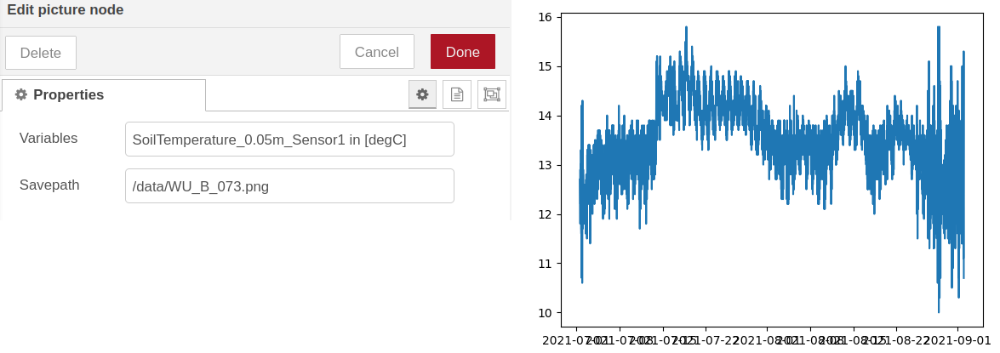 Edit picture node
Delete
Cancel
Done
Properties
Variables
SoilTemperature_0.05m_Sensor1 in [degC]
Savepath
/data/WU_B_073.png
16
15
14
13
12
11
10
2021-07-01
2021-07-08
2021-07-15
2021-07-22
2021-08-01
2021-08-08
2021-08-15
2021-08-22
2021-09-01